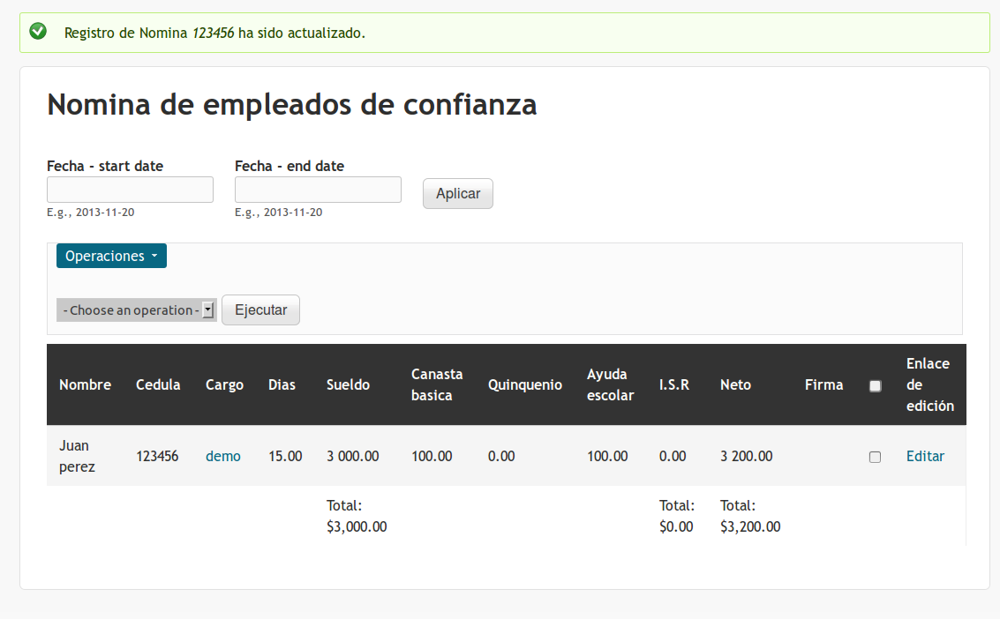 Registro de Nomina 123456 ha sido actualizado.
Nomina de empleados de confianza
Fecha - start date
Fecha - end date
Aplicar
E.g., 2013-11-20
E.g., 2013-11-20
Operaciones
- Choose an operation -
Ejecutar
Nombre Cedula Cargo Dias Sueldo Canasta basica Quinquenio Ayuda escolar I.S.R Neto Firma Enlace de edición
Juan perez 123456 demo 15.00 3 000.00 100.00 0.00 100.00 0.00 3 200.00 Editar
Total: $3,000.00 Total: $0.00 Total: $3,200.00